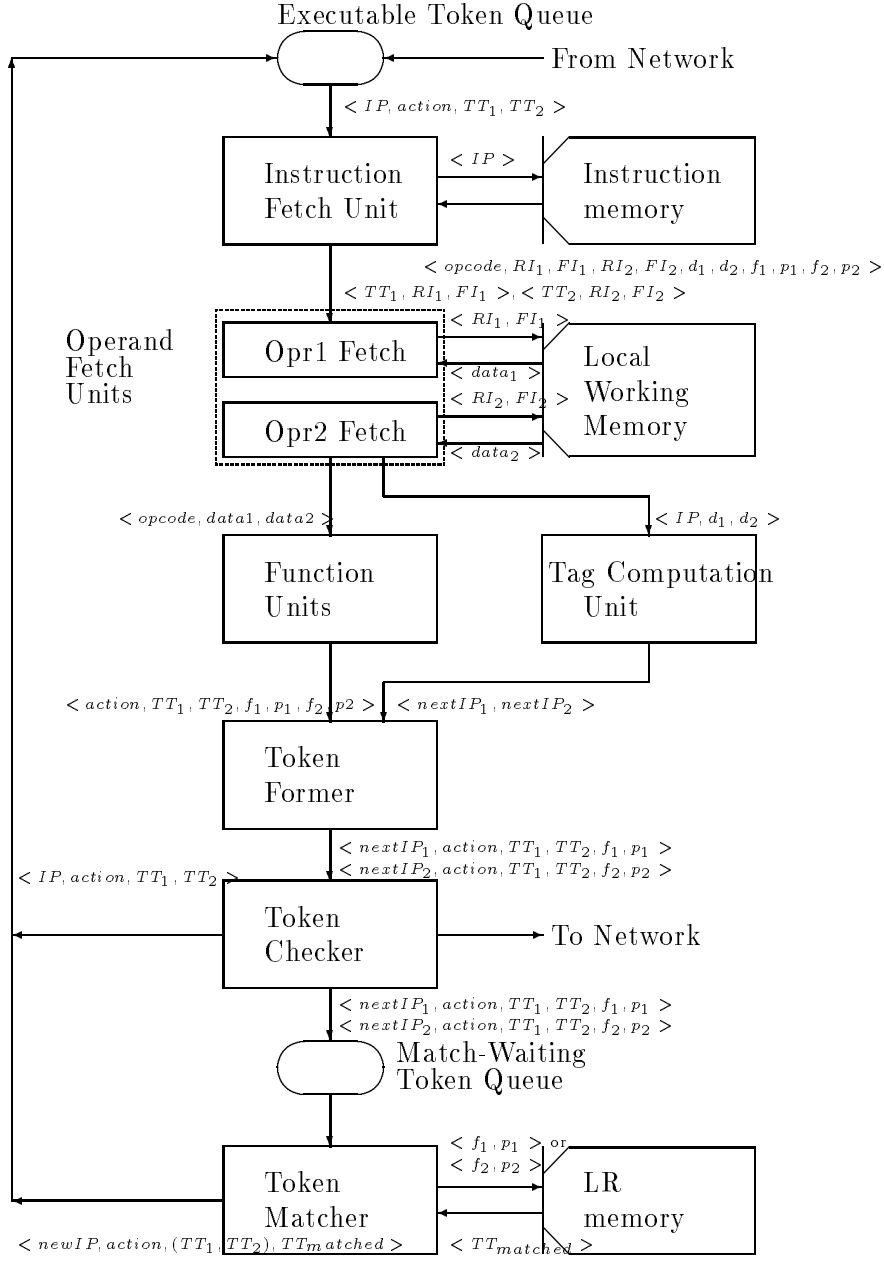 Executable Token Queue
From Network
< IP, action, TT1, TT2 >
Instruction
Fetch Unit
< IP >
Instruction
memory
< opcode, RI1, FI1, RI2, FI2, d1, d2, f1, p1, f2, p2 >
< TT1, RI1, FI1 >, < TT2, RI2, FI2 >
Operand
Fetch
Units
Opr1 Fetch
< RI1, FI1 >
< data1 >
Opr2 Fetch
< RI2, FI2 >
< data2 >
Local
Working
Memory
< opcode, data1, data2 >
< IP, d1, d2 >
Function
Units
Tag Computation
Unit
< action, TT1, TT2, f1, p1, f2, p2 >
< nextIP1, nextIP2 >
Token
Former
< nextIP1, action, TT1, TT2, f1, p1 >
< nextIP2, action, TT1, TT2, f2, p2 >
< IP, action, TT1, TT2 >
Token
Checker
To Network
< nextIP1, action, TT1, TT2, f1, p1 >
< nextIP2, action, TT1, TT2, f2, p2 >
Match-Waiting
Token Queue
< f1, p1 > or
< f2, p2 >
Token
Matcher
LR
memory
< newIP, action, (TT1, TT2), TTmatched >
< TTmatched >